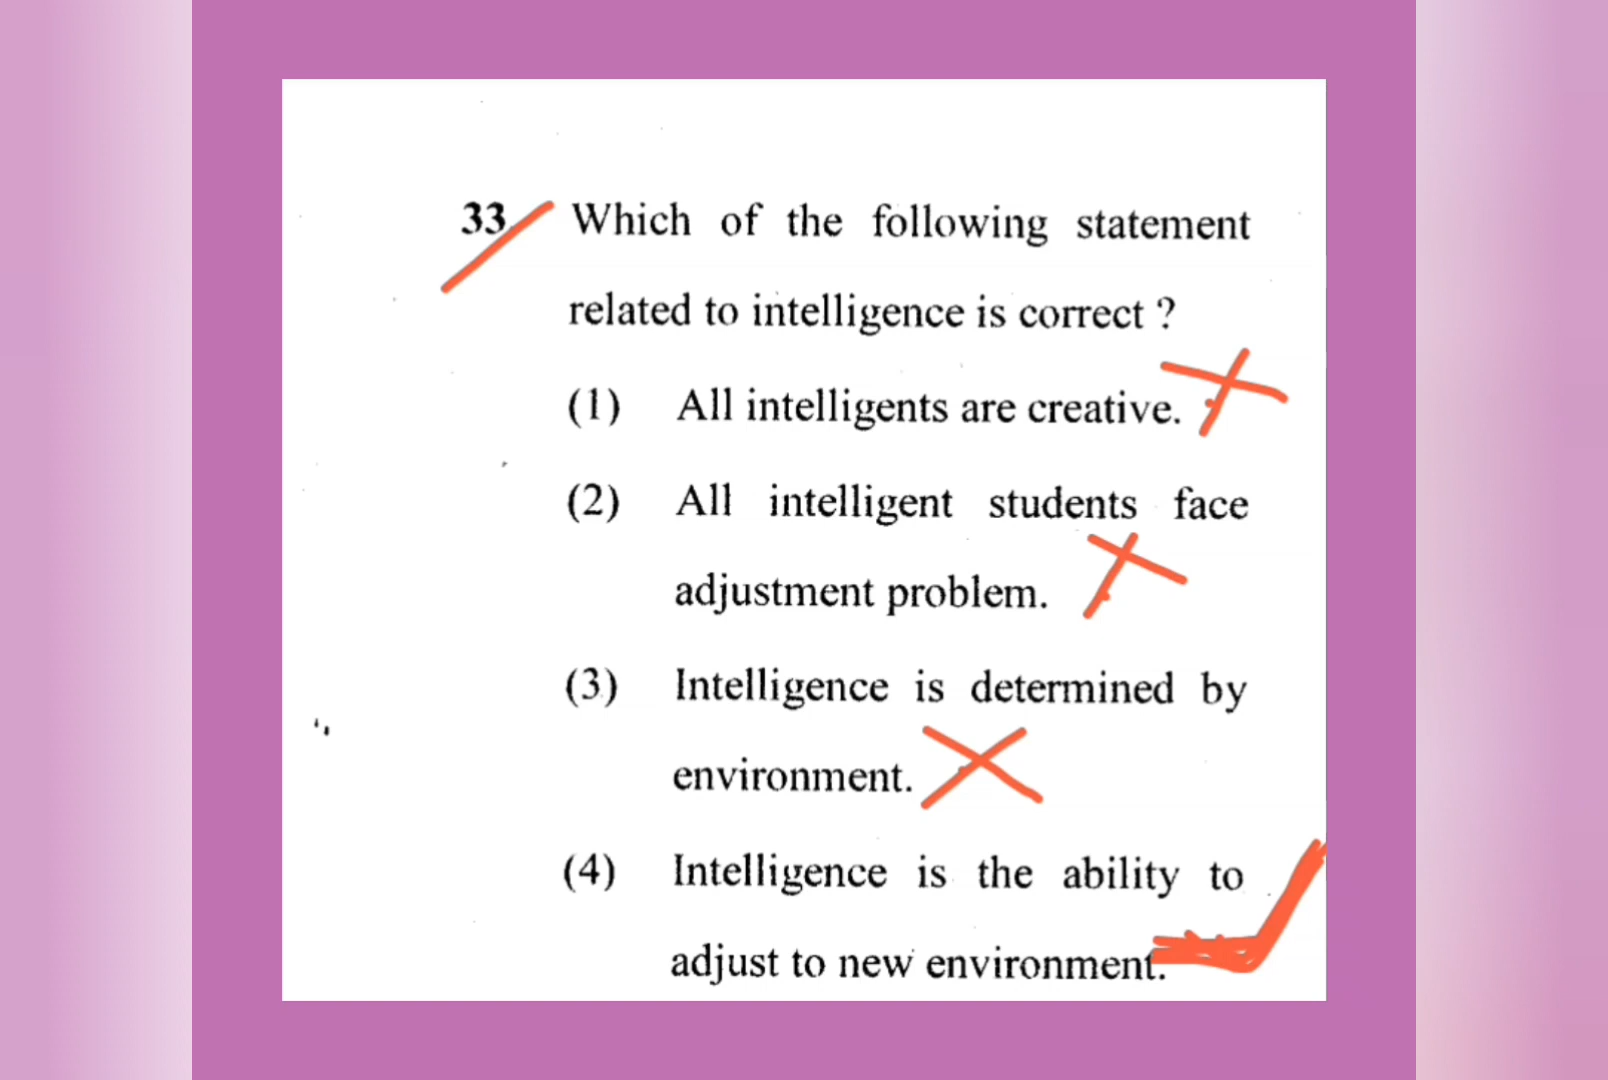 33. Which of the following statement
related to intelligence is correct ?
(1) All intelligents are creative.
(2) All intelligent students face
adjustment problem.
(3) Intelligence is determined by
environment.
(4) Intelligence is the ability to
adjust to new environment.